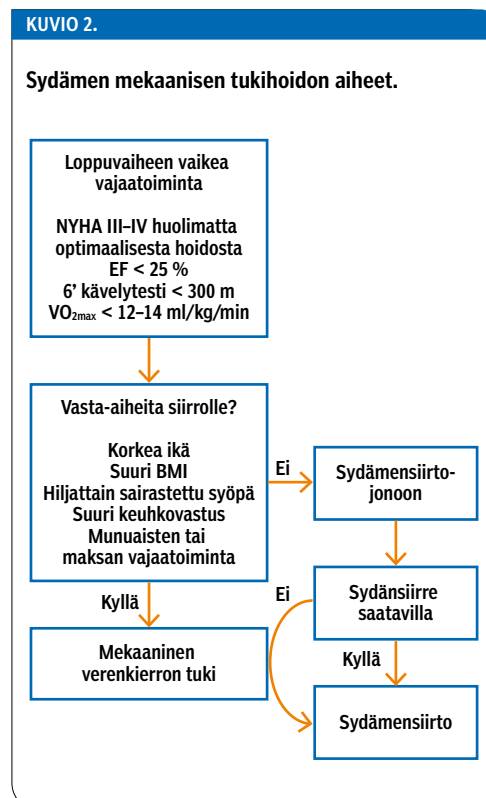 KUVIO 2.
Sydämen mekaanisen tukihoidon aiheet.
Loppuvaiheen vaikea
vajaatoiminta
NYHA III–IV huolimatta
optimaalisesta hoidosta
EF < 25 %
6’ kävelytesti < 300 m
VO2max < 12–14 ml/kg/min
Vasta-aiheita siirrolle?
Korkea ikä
Suuri BMI
Hiljattain sairastettu syöpä
Suuri keuhkovastus
Munuaisten tai
maksan vajaatoiminta
Ei
Sydämensiirto-
jonoon
Kyllä
Mekaaninen
verenkierron tuki
Ei
Sydänsiirre
saatavilla
Kyllä
Sydämensiirto